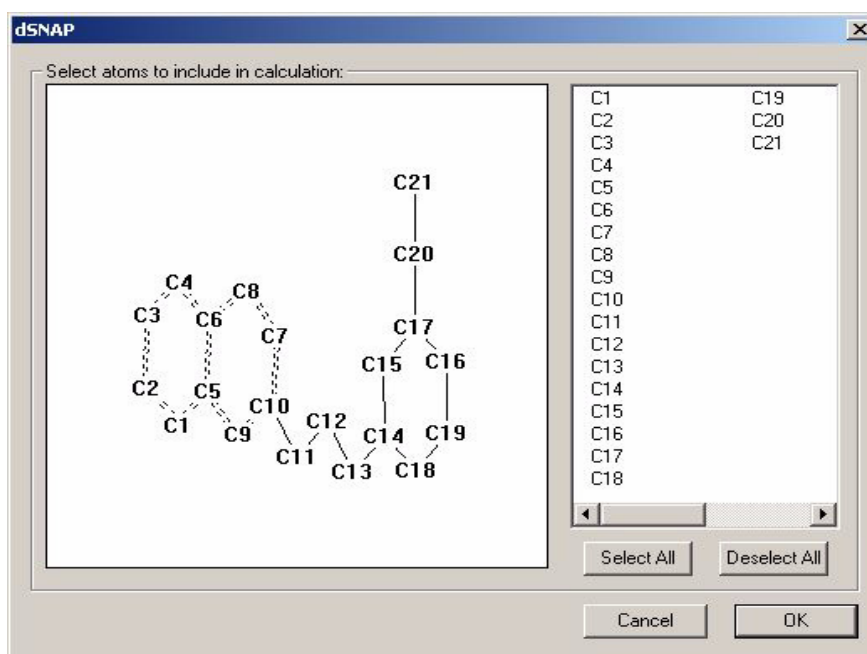 dSNAP
Select atoms to include in calculation:
C21
C20
C4
C8
C3
C6
C7
C17
C15
C16
C2
C5
C10
C12
C1
C9
C14
C19
C11
C13
C18
C1
C2
C3
C4
C5
C6
C7
C8
C9
C10
C11
C12
C13
C14
C15
C16
C17
C18
C19
C20
C21
Select All
Deselect All
Cancel
OK